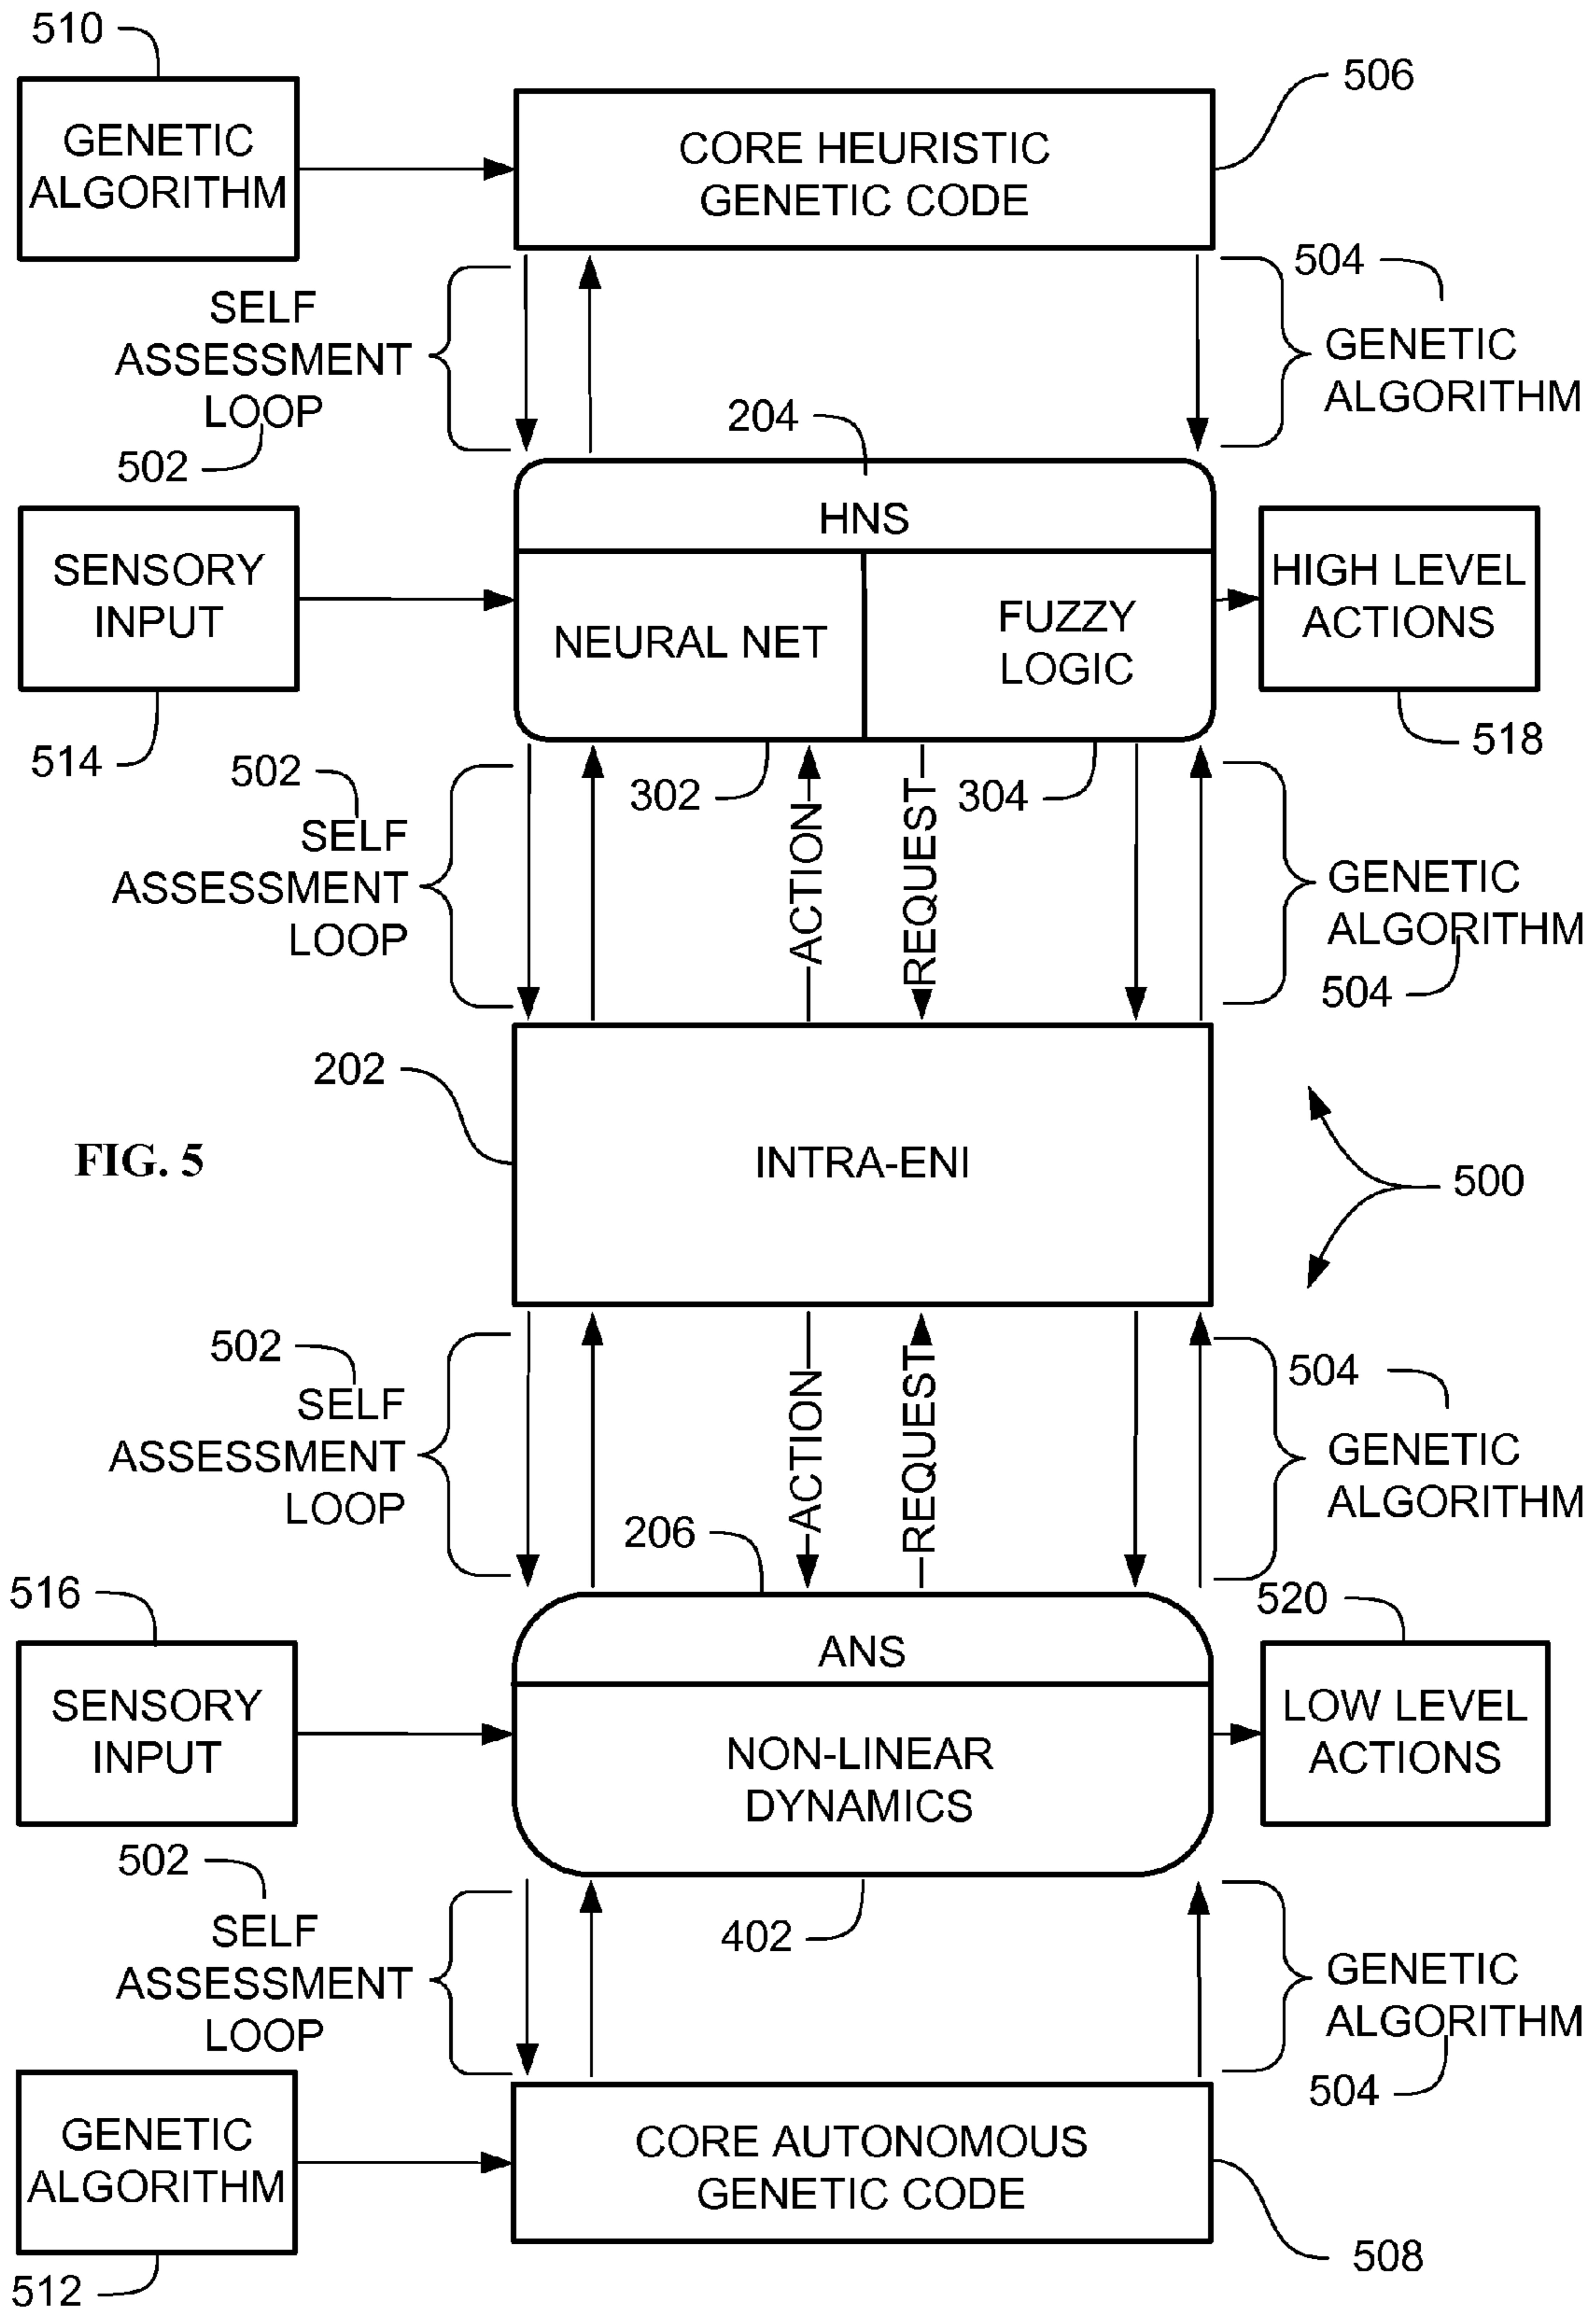 510
GENETIC
ALGORITHM
506
CORE HEURISTIC
GENETIC CODE
SELF
ASSESSMENT
LOOP
502
504
GENETIC
ALGORITHM
204
HNS
NEURAL NET
FUZZY
LOGIC
SENSORY
INPUT
514
HIGH LEVEL
ACTIONS
518
502
SELF
ASSESSMENT
LOOP
302
ACTION
REQUEST
304
GENETIC
ALGORITHM
504
202
INTRA-ENI
FIG. 5
500
502
SELF
ASSESSMENT
LOOP
ACTION
REQUEST
504
GENETIC
ALGORITHM
206
516
SENSORY
INPUT
ANS
NON-LINEAR
DYNAMICS
520
LOW LEVEL
ACTIONS
502
SELF
ASSESSMENT
LOOP
402
GENETIC
ALGORITHM
504
GENETIC
ALGORITHM
512
CORE AUTONOMOUS
GENETIC CODE
508